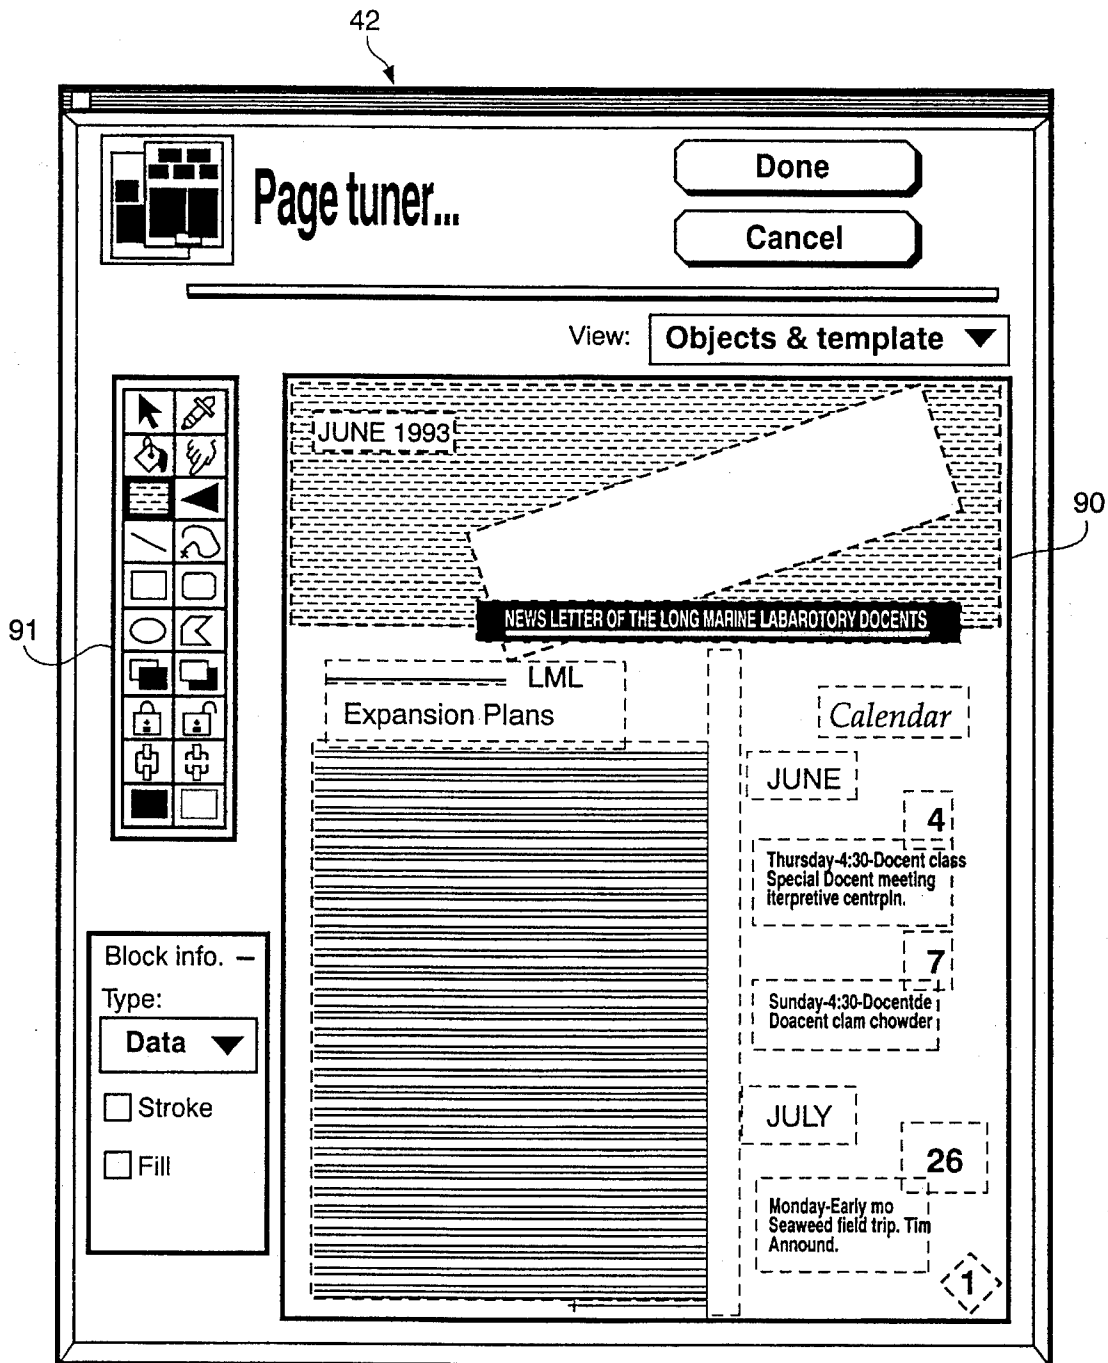 42
Page tuner...
Done
Cancel
View: Objects & template
JUNE 1993
90
NEWS LETTER OF THE LONG MARINE LABAROTORY DOCENTS
91
LML
Expansion Plans
Calendar
JUNE
4
Thursday-4:30-Docent class
Special Docent meeting
iterpretive centrpln.
7
Sunday-4:30-Docentde
Doacent clam chowder
Block info. –
Type:
Data
Stroke
Fill
JULY
26
Monday-Early mo
Seaweed field trip. Tim
Annound.
1